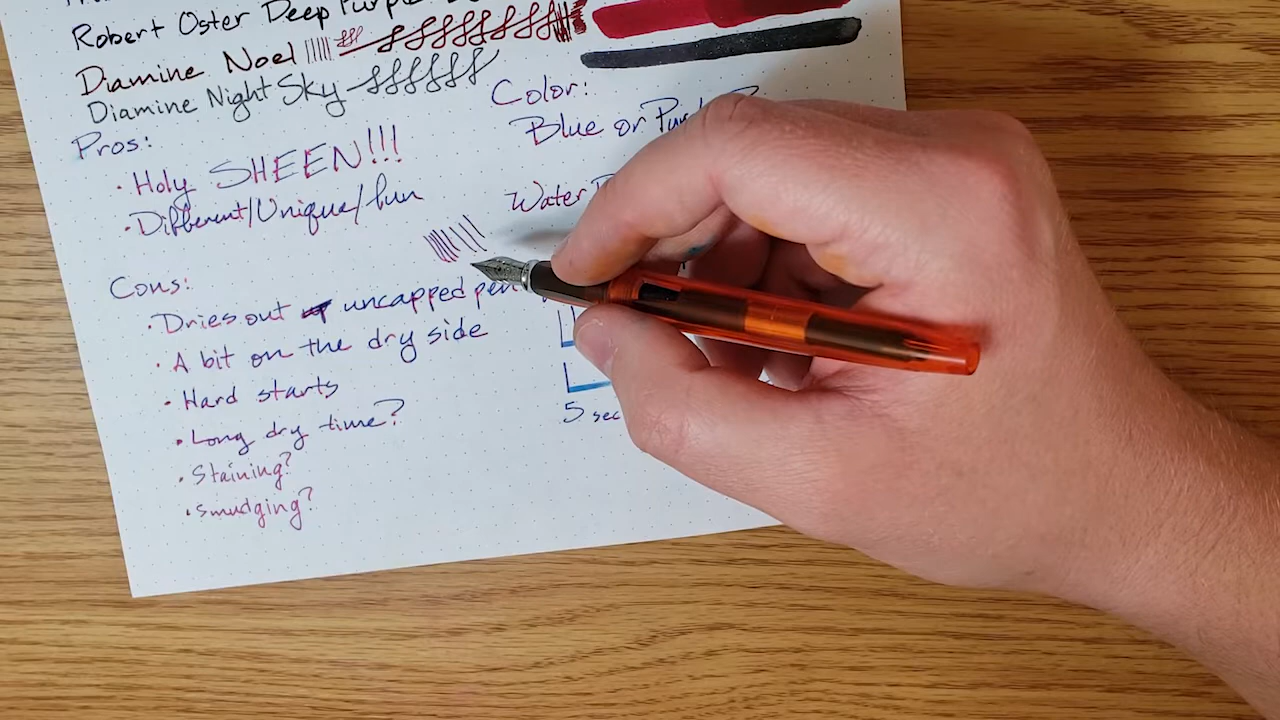 Robert Oster Deep Purple
Diamine Noel
Diamine Night Sky
Pros:
· Holy SHEEN!!!
· Different/Unique/fun
Cons:
· Dries out uncapped pen
· A bit on the dry side
· Hard starts
· Long dry time?
· Staining?
· smudging?
Color:
Blue or
Water
5 sec